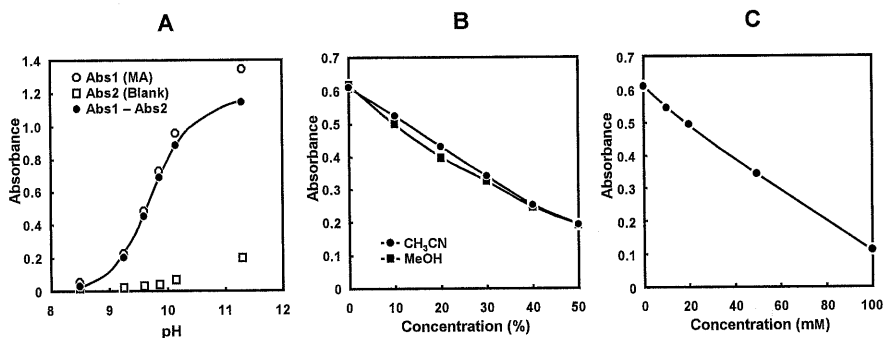 A
Absorbance
1.4
1.2
1.0
0.8
0.6
0.4
0.2
0
Abs1 (MA)
Abs2 (Blank)
Abs1 – Abs2
8 9 10 11 12
pH
B
Absorbance
0.7
0.6
0.5
0.4
0.3
0.2
0.1
0
CH₃CN
MeOH
0 10 20 30 40 50
Concentration (%)
C
Absorbance
0.7
0.6
0.5
0.4
0.3
0.2
0.1
0
0 20 40 60 80 100
Concentration (mM)